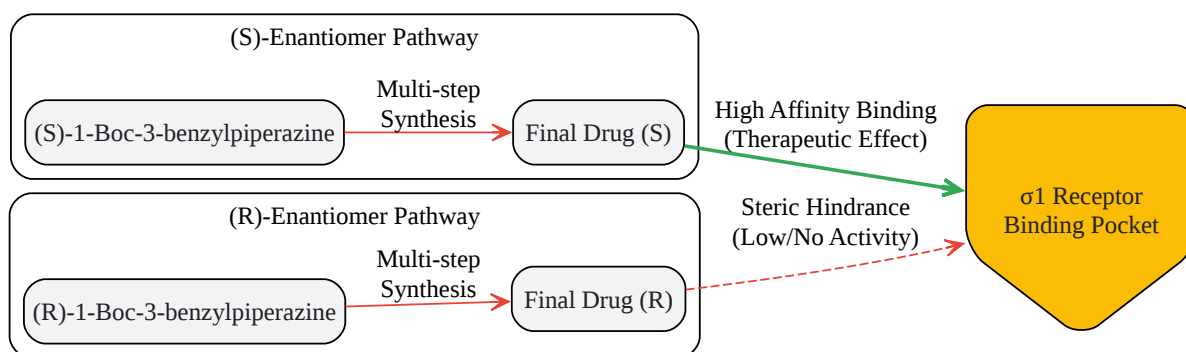 (S)-Enantiomer Pathway
(S)-1-Boc-3-benzylpiperazine
Multi-step
Synthesis
Final Drug (S)
High Affinity Binding
(Therapeutic Effect)
(R)-Enantiomer Pathway
(R)-1-Boc-3-benzylpiperazine
Multi-step
Synthesis
Final Drug (R)
Steric Hindrance
(Low/No Activity)
σ1 Receptor
Binding Pocket